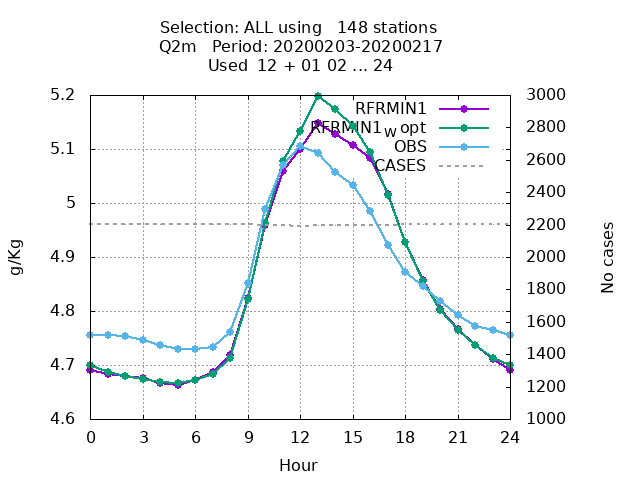 Selection: ALL using   148 stations
Q2m   Period: 20200203-20200217
Used  12 + 01 02 ... 24
RFRMIN1
RFRMIN1_w opt
OBS
CASES
5.2
5.1
5
4.9
4.8
4.7
4.6
g/Kg
3000
2800
2600
2400
2200
2000
1800
1600
1400
1200
1000
No cases
0 3 6 9 12 15 18 21 24
Hour